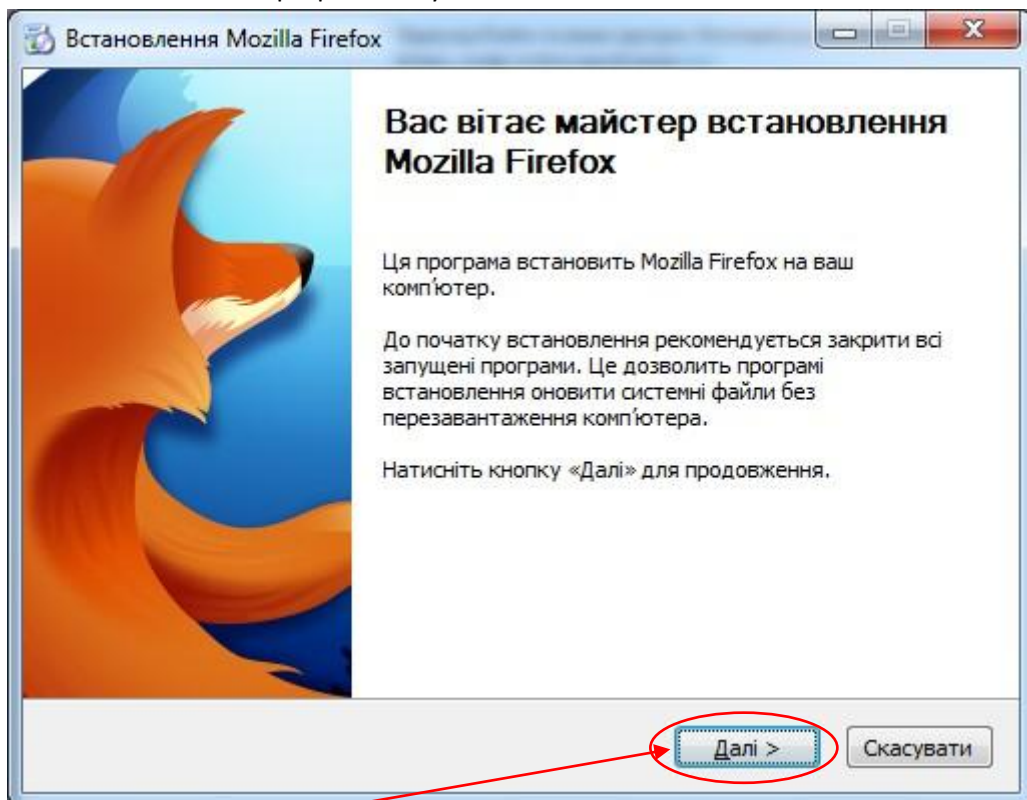 Встановлення Mozilla Firefox
Вас вітає майстер встановлення
Mozilla Firefox
Ця програма встановить Mozilla Firefox на ваш
комп'ютер.
До початку встановлення рекомендується закрити всі
запущені програми. Це дозволить програмі
встановлення оновити системні файли без
перезавантаження комп'ютера.
Натисніть кнопку «Далі» для продовження.
Далі >
Скасувати